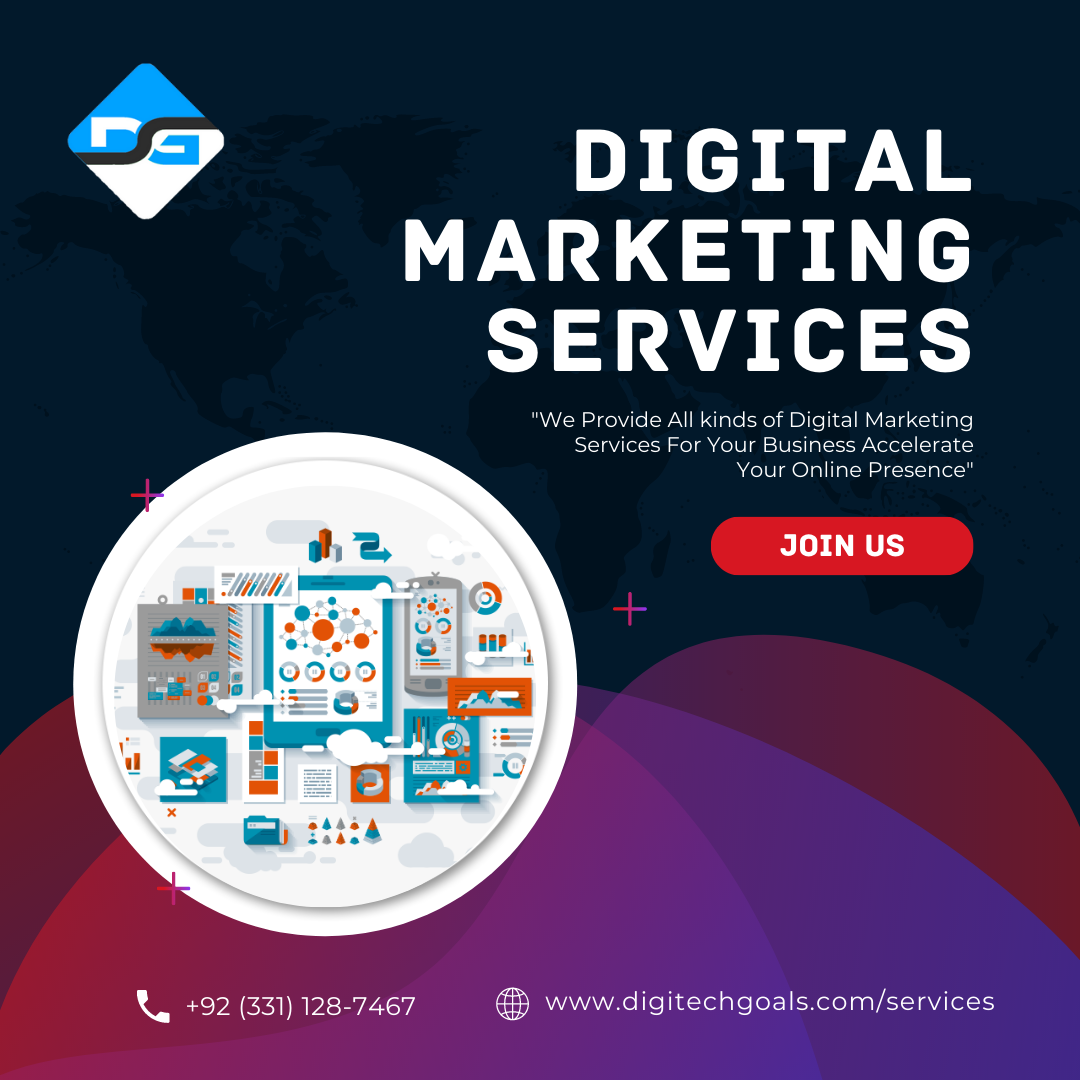 DG
DIGITAL
MARKETING
SERVICES
"We Provide All kinds of Digital Marketing
Services For Your Business Accelerate
Your Online Presence"
JOIN US
+92 (331) 128-7467
www.digitechgoals.com/services